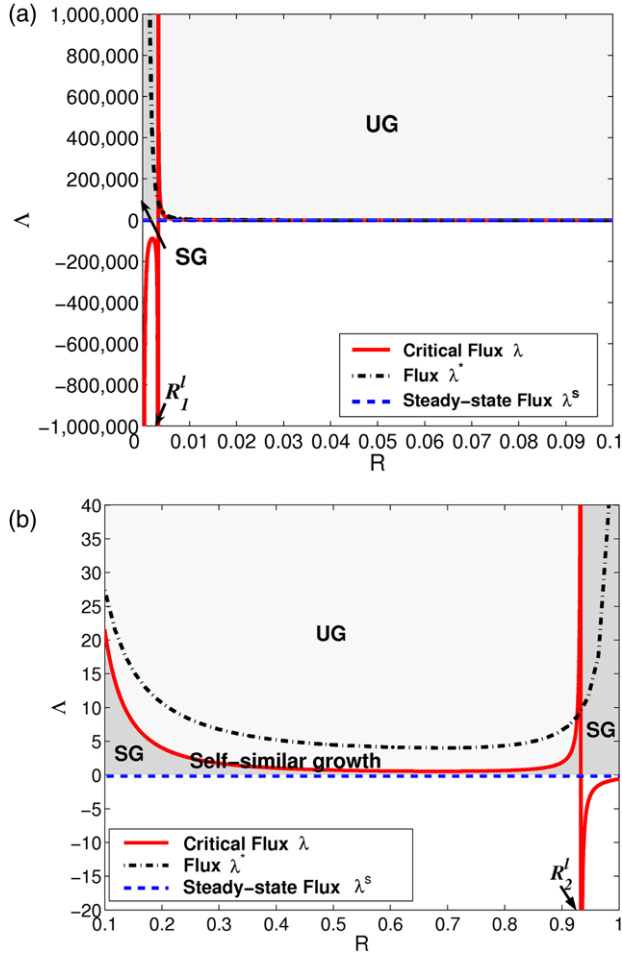 (a)
1,000,000
800,000
600,000
400,000
200,000
0
−200,000
−400,000
−600,000
−800,000
−1,000,000
Λ
UG
SG
R₁ˡ
Critical Flux λ
Flux λ*
Steady-state Flux λˢ
0 0.01 0.02 0.03 0.04 0.05 0.06 0.07 0.08 0.09 0.1
R
(b)
40
35
30
25
20
15
10
5
0
−5
−10
−15
−20
Λ
UG
SG
SG
Self-similar growth
R₂ˡ
Critical Flux λ
Flux λ*
Steady-state Flux λˢ
0.1 0.2 0.3 0.4 0.5 0.6 0.7 0.8 0.9 1
R